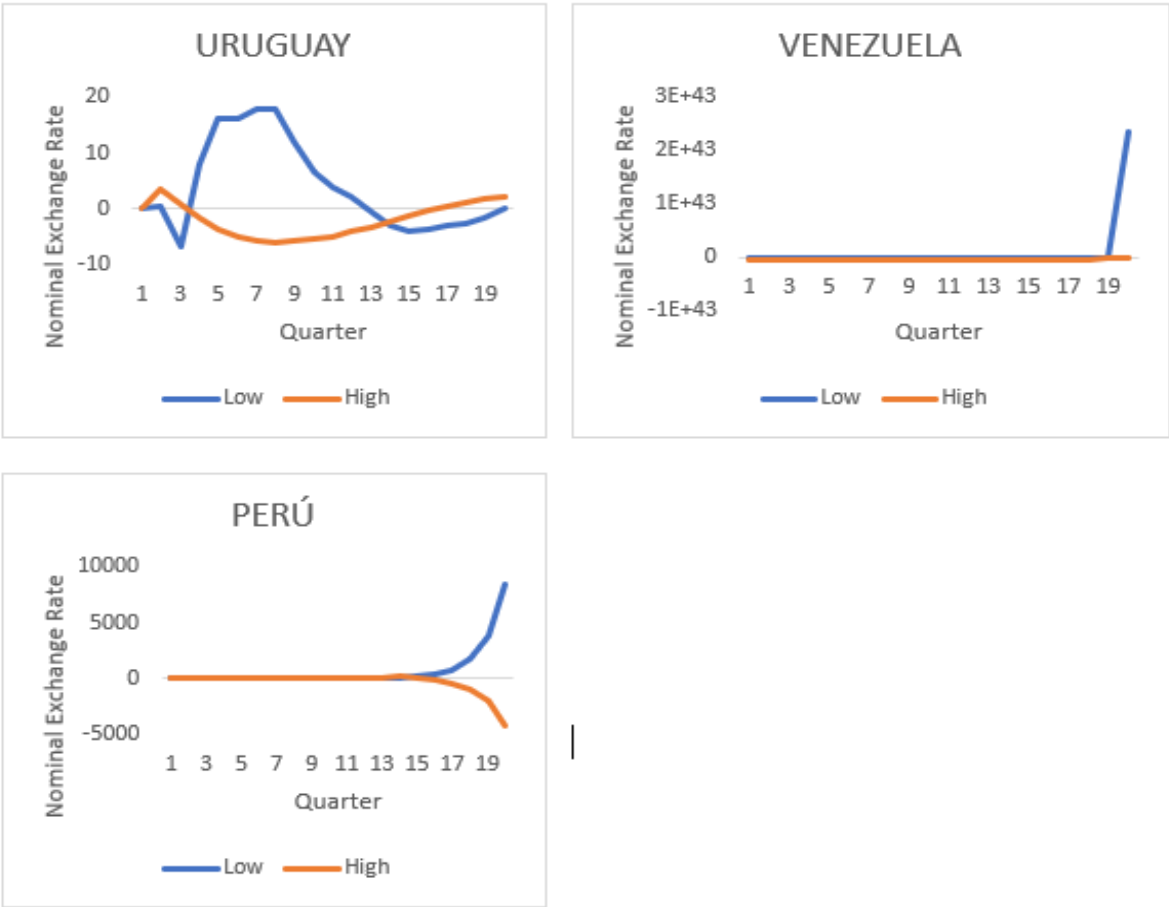 URUGUAY
Nominal Exchange Rate
20
10
0
-10
1 3 5 7 9 11 13 15 17 19
Quarter
Low High
VENEZUELA
Nominal Exchange Rate
3E+43
2E+43
1E+43
0
-1E+43
1 3 5 7 9 11 13 15 17 19
Quarter
Low High
PERÚ
Nominal Exchange Rate
10000
5000
0
-5000
1 3 5 7 9 11 13 15 17 19
Quarter
Low High